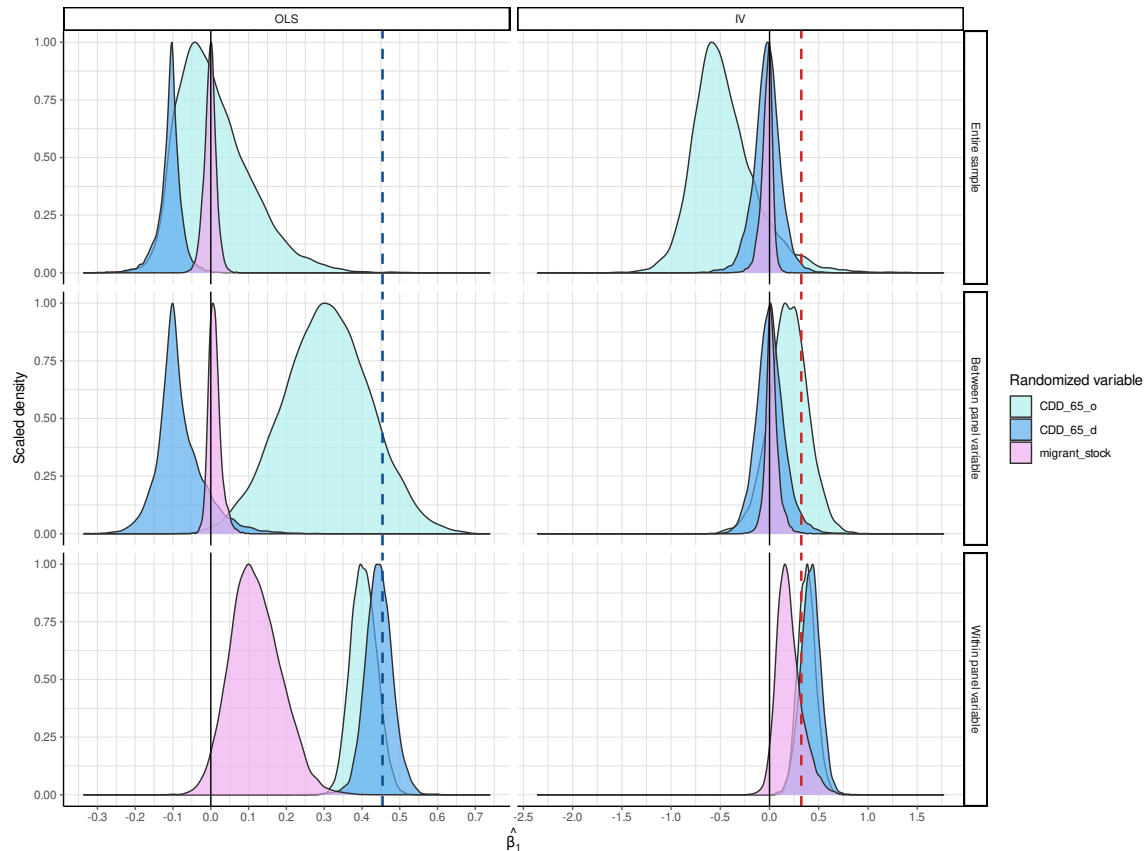 OLS
IV
1.00
0.75
0.50
0.25
0.00
Entire sample
1.00
0.75
0.50
0.25
0.00
Between panel variable
1.00
0.75
0.50
0.25
0.00
Within panel variable
Scaled density
-0.3 -0.2 -0.1 0.0 0.1 0.2 0.3 0.4 0.5 0.6 0.7
-2.5 -2.0 -1.5 -1.0 -0.5 0.0 0.5 1.0 1.5
β̂₁
Randomized variable
CDD_65_o
CDD_65_d
migrant_stock